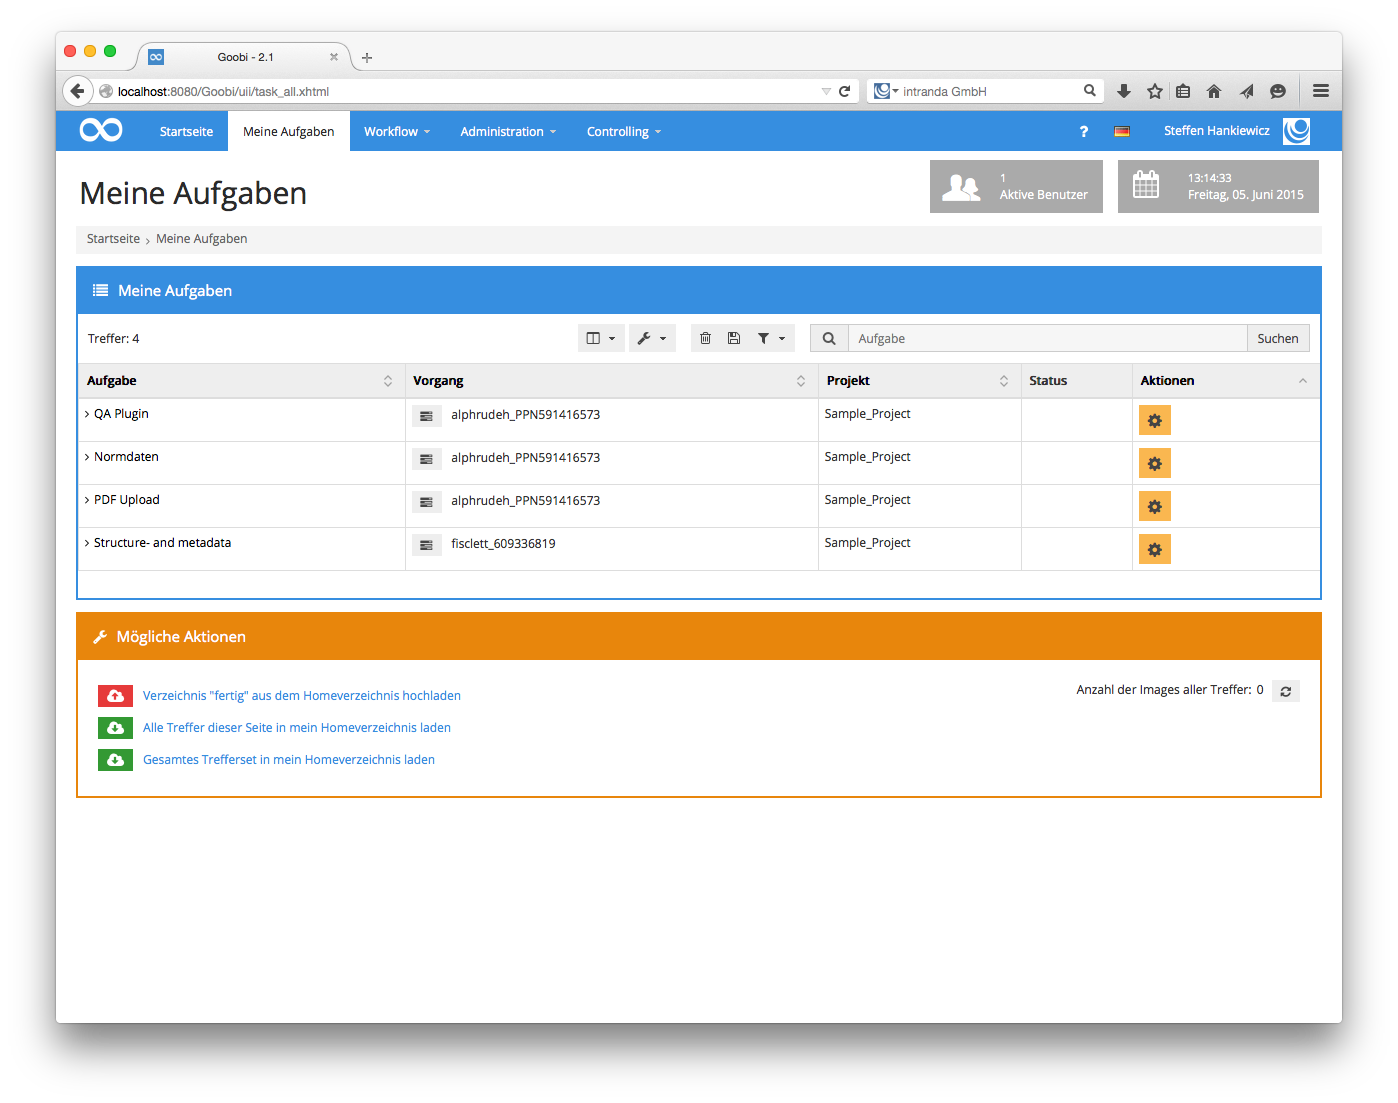 Goobi - 2.1
localhost:8080/Goobi/uii/task_all.xhtml
intranda GmbH
Startseite
Meine Aufgaben
Workflow
Administration
Controlling
?
Steffen Hankiewicz
Meine Aufgaben
1
Aktive Benutzer
13:14:33
Freitag, 05. Juni 2015
Startseite › Meine Aufgaben
Meine Aufgaben
Treffer: 4
Aufgabe
Suchen
Aufgabe Vorgang Projekt Status Aktionen
QA Plugin alphrudeh_PPN591416573 Sample_Project
Normdaten alphrudeh_PPN591416573 Sample_Project
PDF Upload alphrudeh_PPN591416573 Sample_Project
Structure- and metadata fisclett_609336819 Sample_Project
Mögliche Aktionen
Verzeichnis "fertig" aus dem Homeverzeichnis hochladen
Anzahl der Images aller Treffer: 0
Alle Treffer dieser Seite in mein Homeverzeichnis laden
Gesamtes Trefferset in mein Homeverzeichnis laden